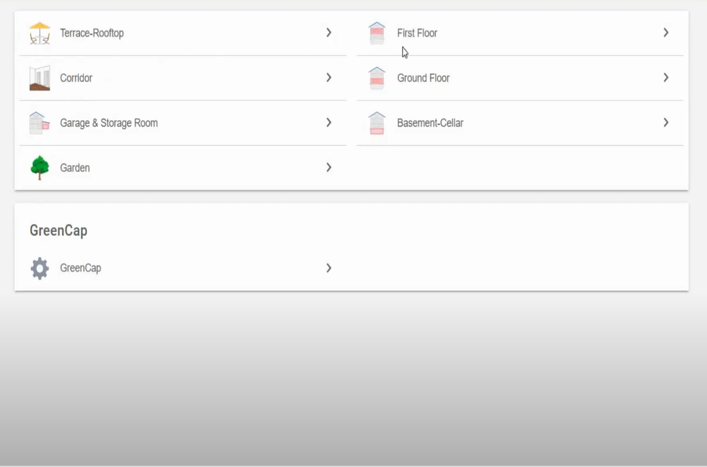 Terrace-Rooftop
First Floor
Corridor
Ground Floor
Garage & Storage Room
Basement-Cellar
Garden
GreenCap
GreenCap